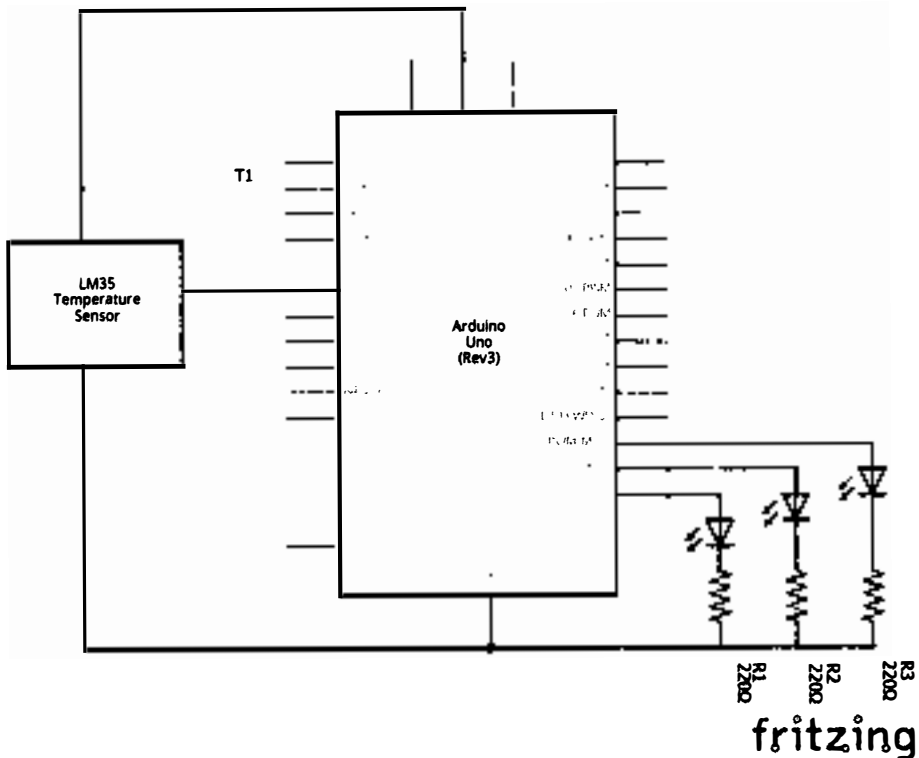 T1
LM35
Temperature
Sensor
Arduino
Uno
(Rev3)
R1
220Ω
R2
220Ω
R3
220Ω
fritzing